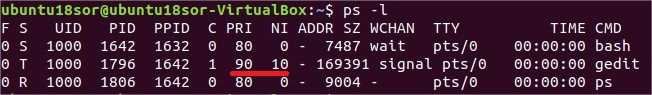 ubuntu18sor@ubuntu18sor-VirtualBox:~$ ps -l
F S UID PID PPID C PRI NI ADDR SZ WCHAN TTY TIME CMD
0 S 1000 1642 1632 0 80 0 - 7487 wait pts/0 00:00:00 bash
0 T 1000 1796 1642 1 90 10 - 169391 signal pts/0 00:00:00 gedit
0 R 1000 1806 1642 0 80 0 - 9004 - pts/0 00:00:00 ps